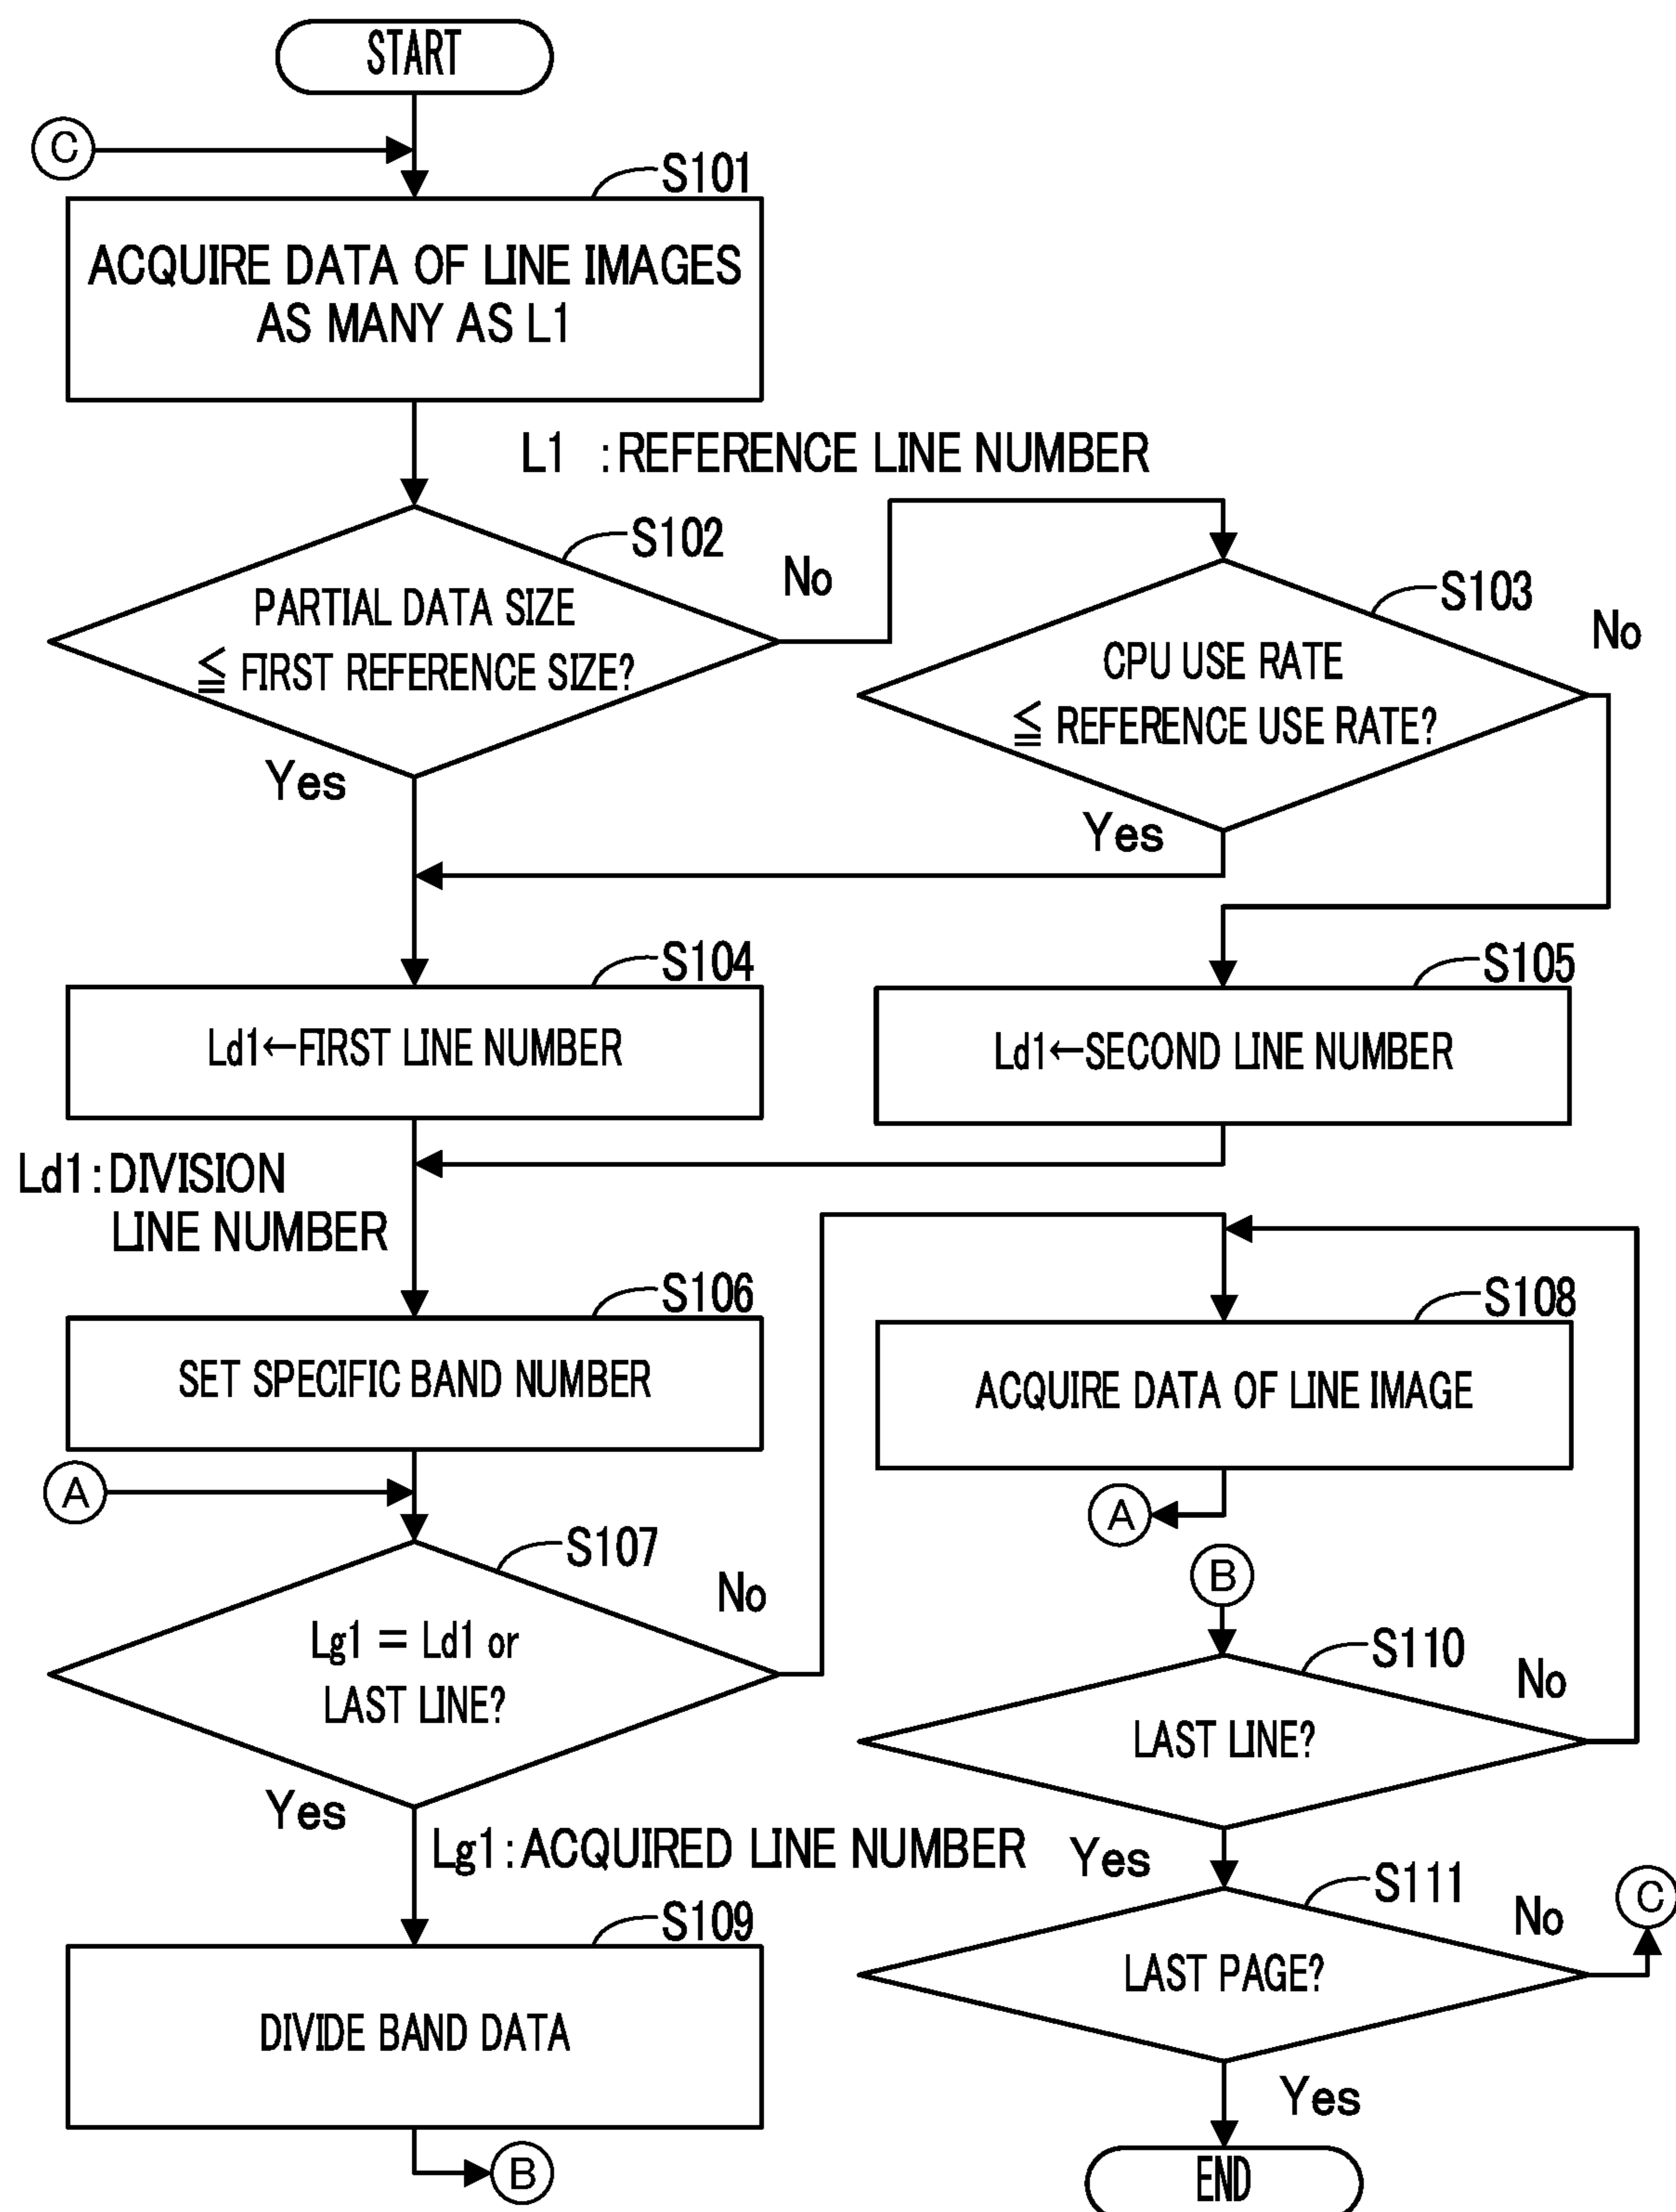 START
C
S101
ACQUIRE DATA OF LINE IMAGES
AS MANY AS L1
L1 :REFERENCE LINE NUMBER
S102
No
PARTIAL DATA SIZE
≦ FIRST REFERENCE SIZE?
Yes
S103
No
CPU USE RATE
≦ REFERENCE USE RATE?
Yes
S104
Ld1←FIRST LINE NUMBER
S105
Ld1←SECOND LINE NUMBER
Ld1:DIVISION
LINE NUMBER
S106
SET SPECIFIC BAND NUMBER
S108
ACQUIRE DATA OF LINE IMAGE
A
A
S107
No
Lg1 = Ld1 or
LAST LINE?
Yes
Lg1:ACQUIRED LINE NUMBER
B
S110
No
LAST LINE?
Yes
S111
No
C
LAST PAGE?
Yes
S109
DIVIDE BAND DATA
B
END